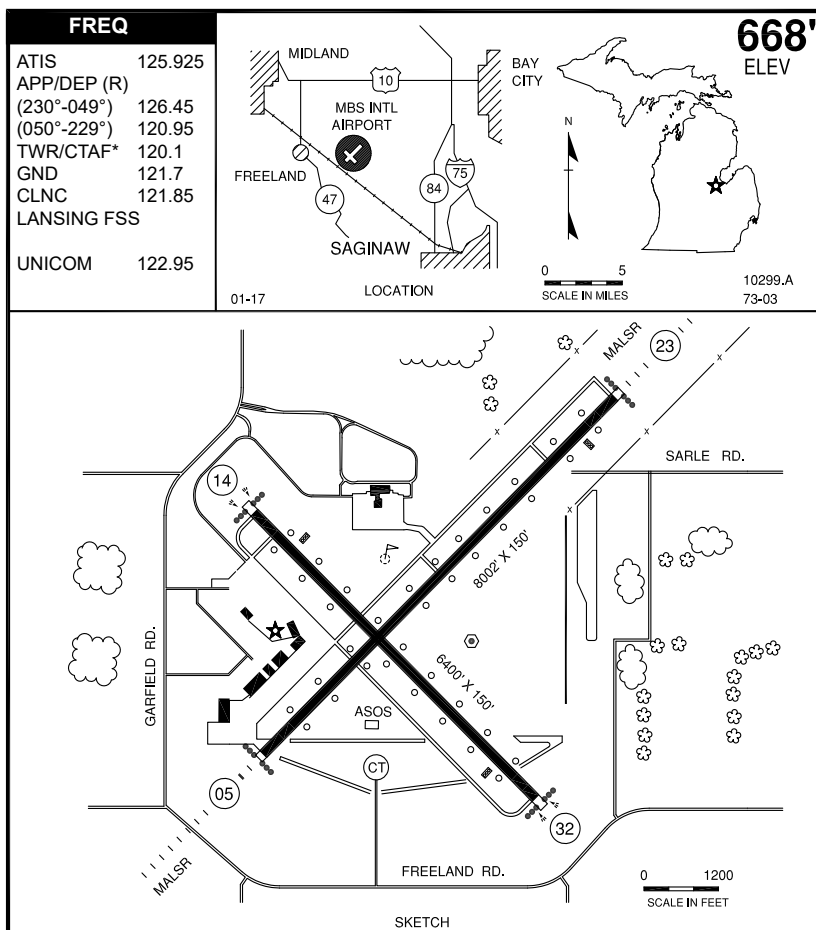 FREQ
ATIS 125.925
APP/DEP (R)
(230°-049°) 126.45
(050°-229°) 120.95
TWR/CTAF* 120.1
GND 121.7
CLNC 121.85
LANSING FSS
UNICOM 122.95
MIDLAND
BAY
CITY
10
MBS INTL
AIRPORT
FREELAND
75
84
47
SAGINAW
01-17
LOCATION
668'
ELEV
N
0 5
SCALE IN MILES
10299.A
73-03
MALSR
23
SARLE RD.
14
8002' X 150'
GARFIELD RD.
6400' X 150'
ASOS
CT
05
32
MALSR
FREELAND RD.
0 1200
SCALE IN FEET
SKETCH